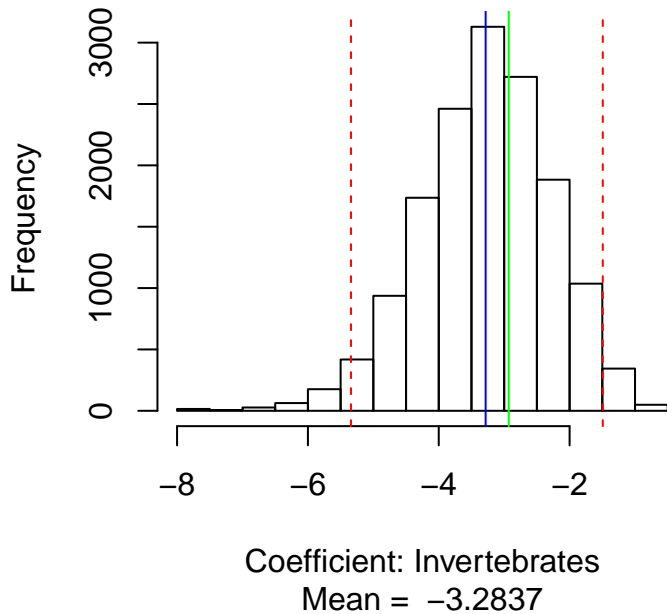 3000
2000
1000
0
Frequency
−8 −6 −4 −2
Coefficient: Invertebrates
Mean = −3.2837